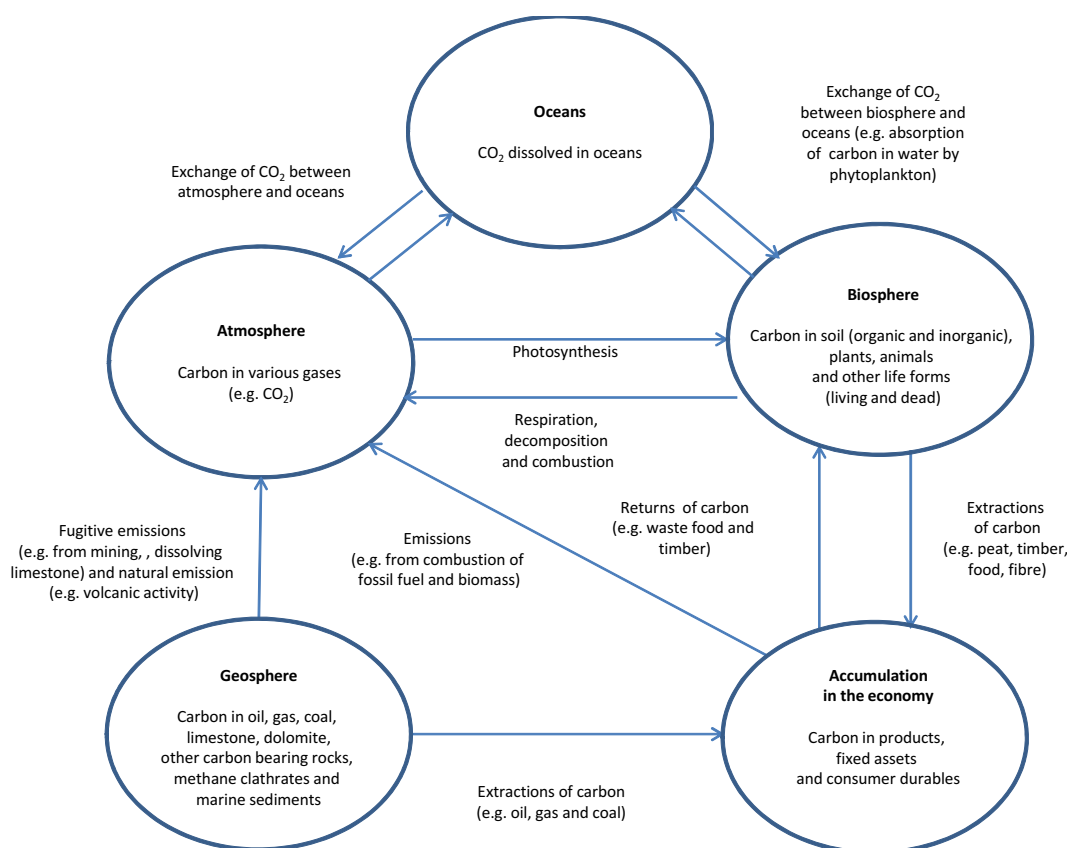 Oceans
CO₂ dissolved in oceans
Exchange of CO₂
between biosphere and
oceans (e.g. absorption
of carbon in water by
phytoplankton)
Exchange of CO₂ between
atmosphere and oceans
Atmosphere
Carbon in various gases
(e.g. CO₂)
Photosynthesis
Respiration,
decomposition
and combustion
Biosphere
Carbon in soil (organic and inorganic),
plants, animals
and other life forms
(living and dead)
Fugitive emissions
(e.g. from mining, , dissolving
limestone) and natural emission
(e.g. volcanic activity)
Emissions
(e.g. from combustion of
fossil fuel and biomass)
Returns of carbon
(e.g. waste food and
timber)
Extractions
of carbon
(e.g. peat, timber,
food, fibre)
Geosphere
Carbon in oil, gas, coal,
limestone, dolomite,
other carbon bearing rocks,
methane clathrates and
marine sediments
Extractions of carbon
(e.g. oil, gas and coal)
Accumulation
in the economy
Carbon in products,
fixed assets
and consumer durables